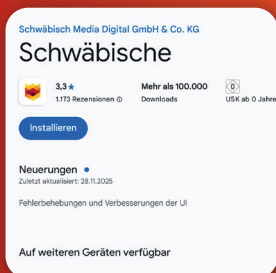 Schwäbisch Media Digital GmbH & Co. KG
Schwäbische
3,3 ★
1.173 Rezensionen ⓘ
Mehr als 100.000
Downloads
0
USK ab 0 Jahre
Installieren
Neuerungen •
Zuletzt aktualisiert: 28.11.2025
Fehlerbehebungen und Verbesserungen der UI
Auf weiteren Geräten verfügbar